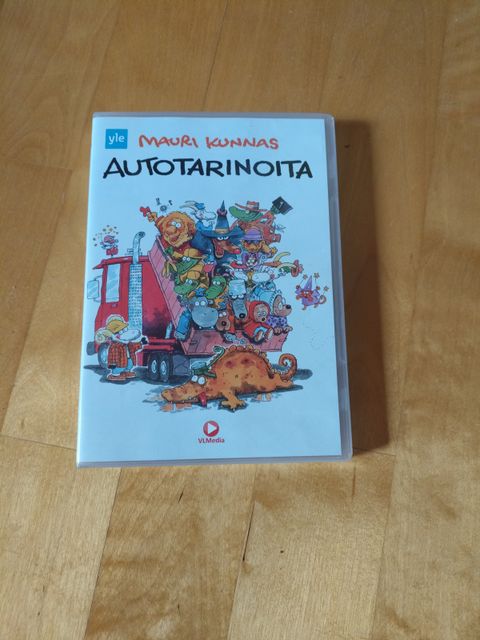 yle
MAURI KUNNAS
AUTOTARINOITA
VLMedia